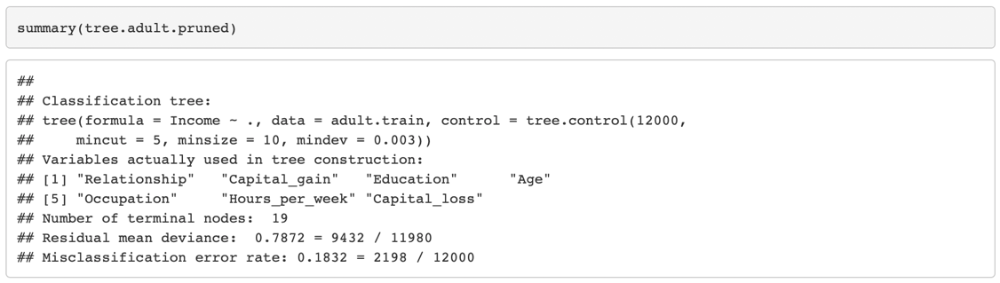 summary(tree.adult.pruned)
##
## Classification tree:
## tree(formula = Income ~ ., data = adult.train, control = tree.control(12000,
##     mincut = 5, minsize = 10, mindev = 0.003))
## Variables actually used in tree construction:
## [1] "Relationship"   "Capital_gain"   "Education"      "Age"
## [5] "Occupation"     "Hours_per_week" "Capital_loss"
## Number of terminal nodes:  19
## Residual mean deviance:  0.7872 = 9432 / 11980
## Misclassification error rate: 0.1832 = 2198 / 12000